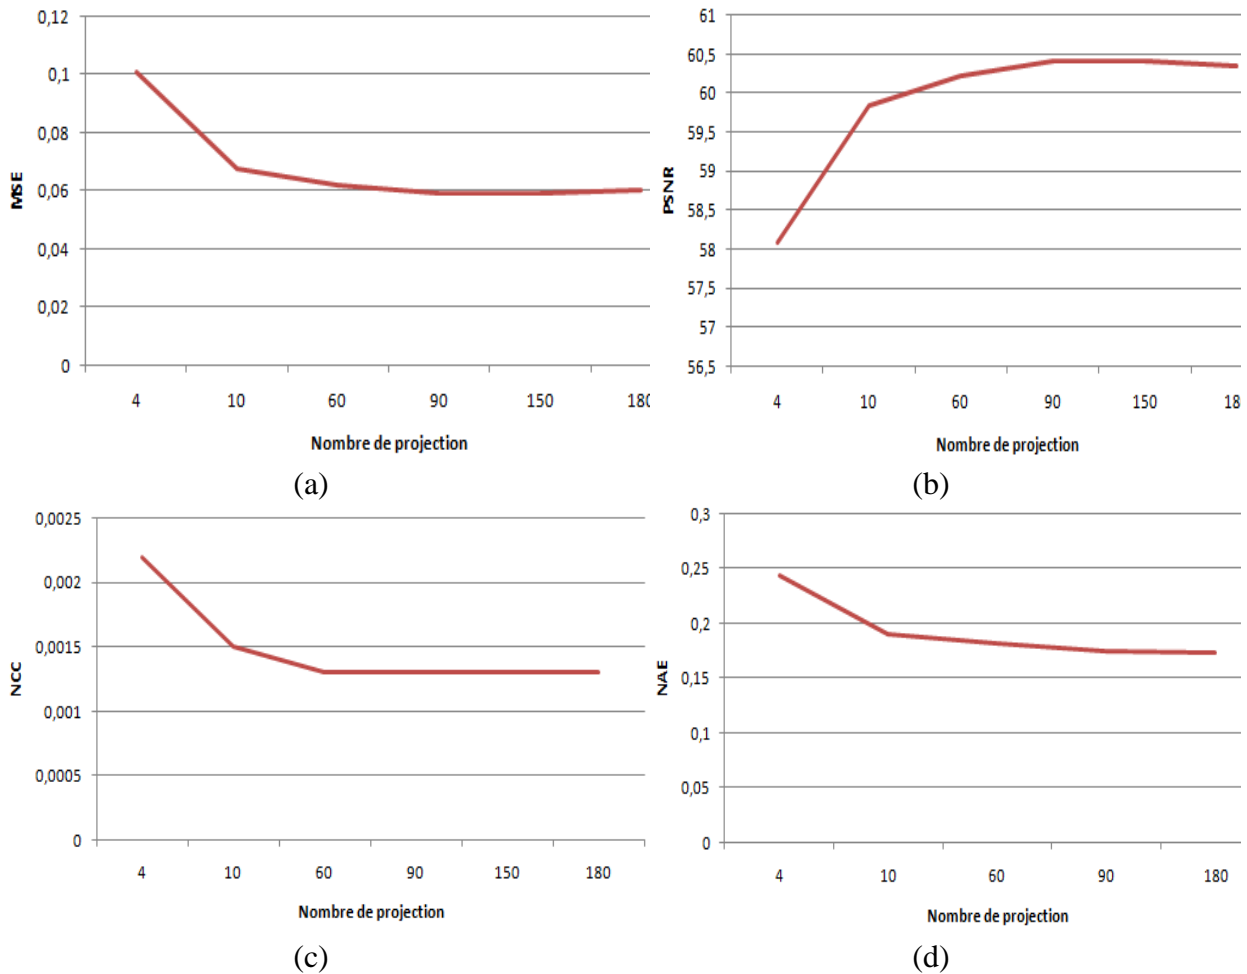 0,12
0,1
0,08
0,06
0,04
0,02
0
MSE
4 10 60 90 150 180
Nombre de projection
(a)
61
60,5
60
59,5
59
58,5
58
57,5
57
56,5
PSNR
4 10 60 90 150 18
Nombre de projection
(b)
0,0025
0,002
0,0015
0,001
0,0005
0
NCC
4 10 60 90 150 180
Nombre de projection
(c)
0,3
0,25
0,2
0,15
0,1
0,05
0
NAE
4 10 60 90 180
Nombre de projection
(d)